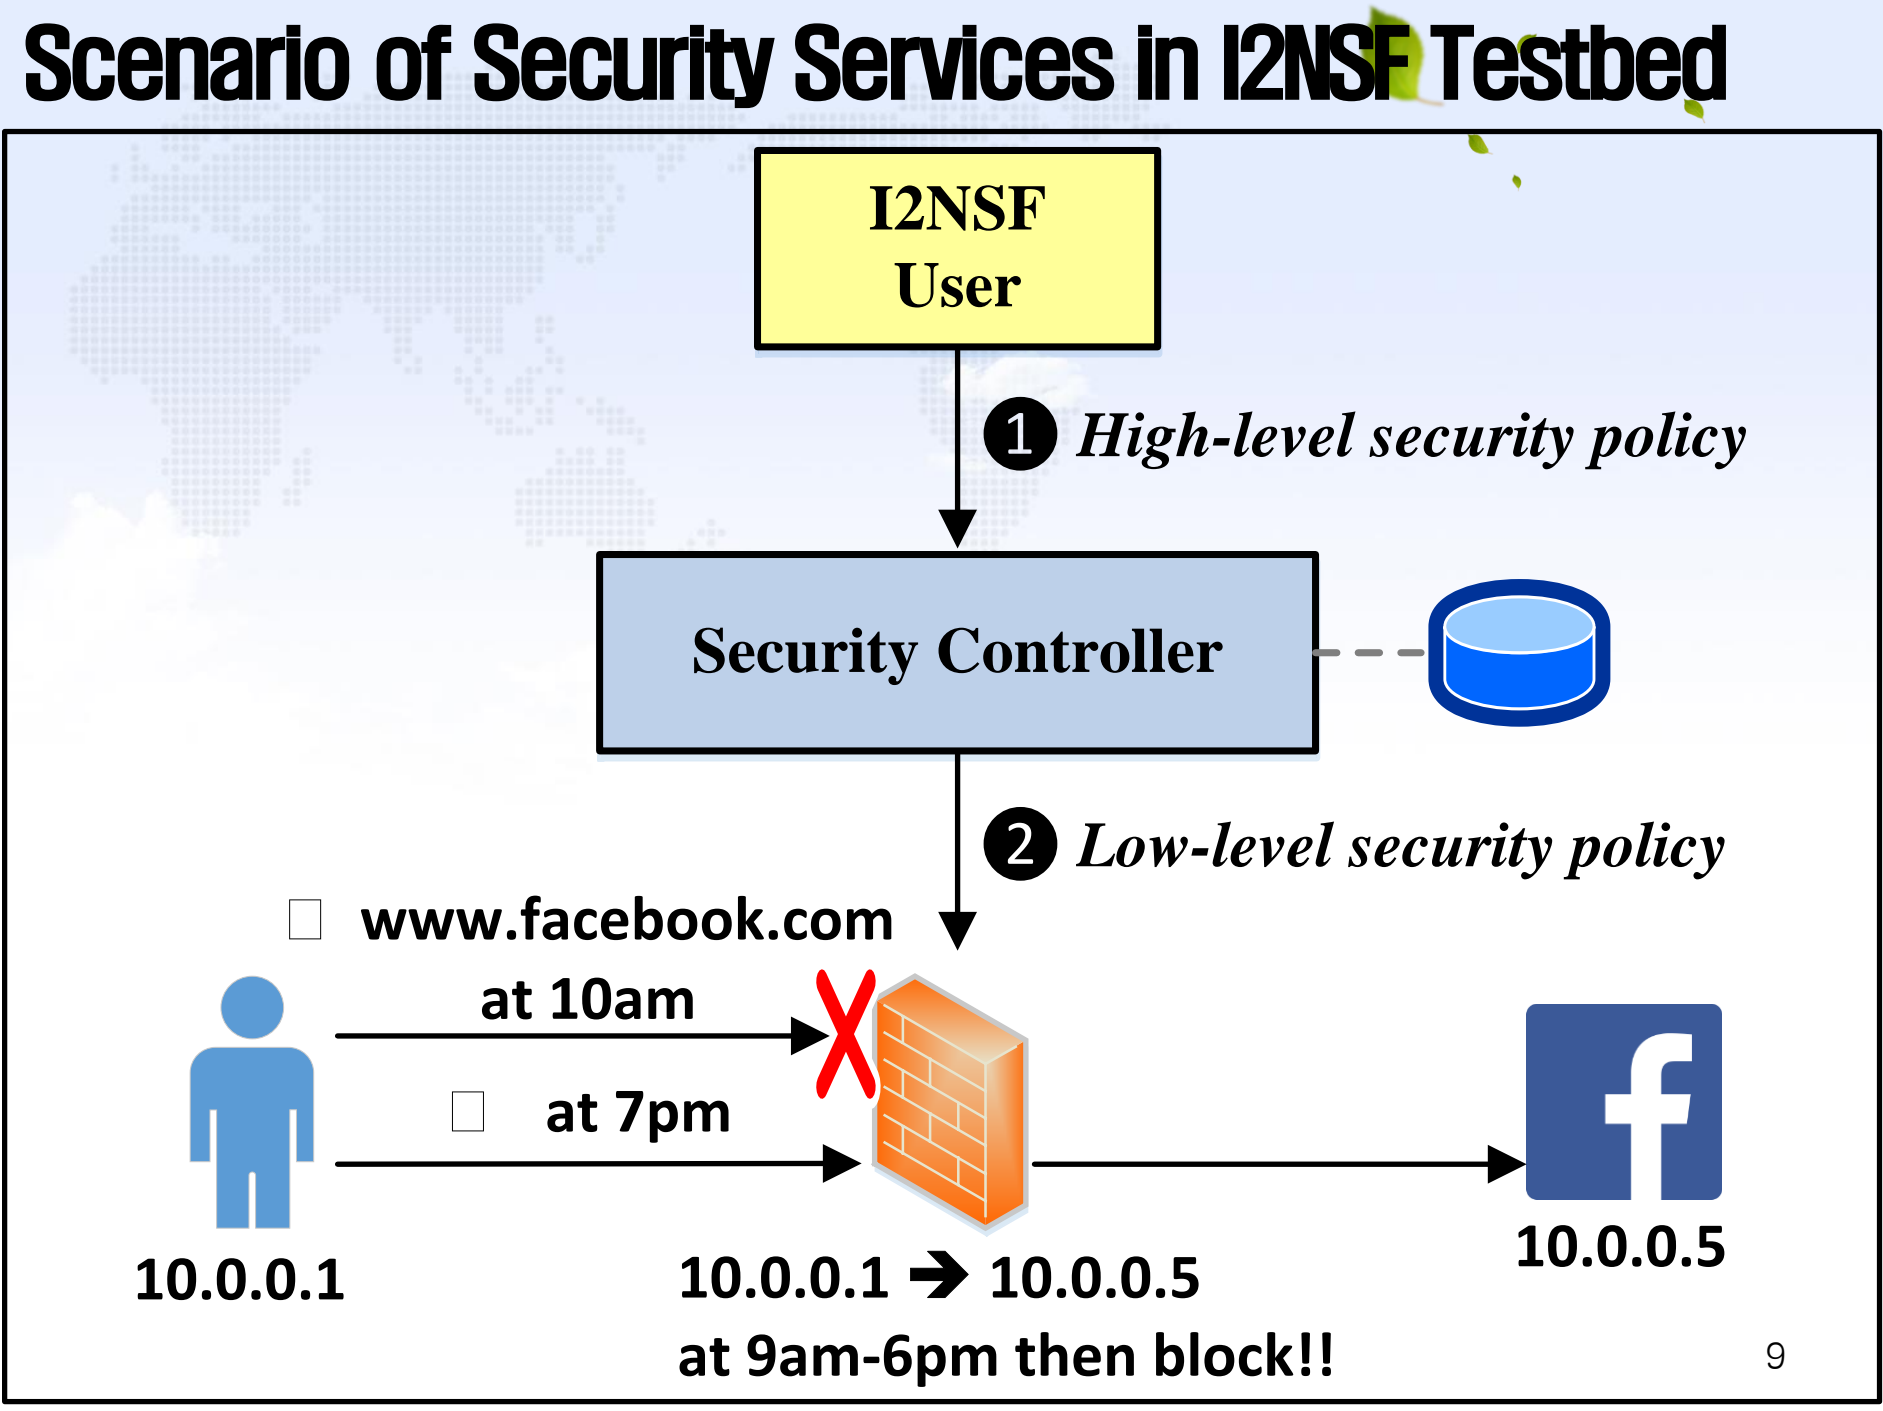 Scenario of Security Services in I2NSF Testbed
I2NSF
User
❶ High-level security policy
Security Controller
❷ Low-level security policy
□ www.facebook.com
at 10am
□ at 7pm
f
10.0.0.1
10.0.0.5
10.0.0.1 ➔ 10.0.0.5
at 9am-6pm then block!!
9